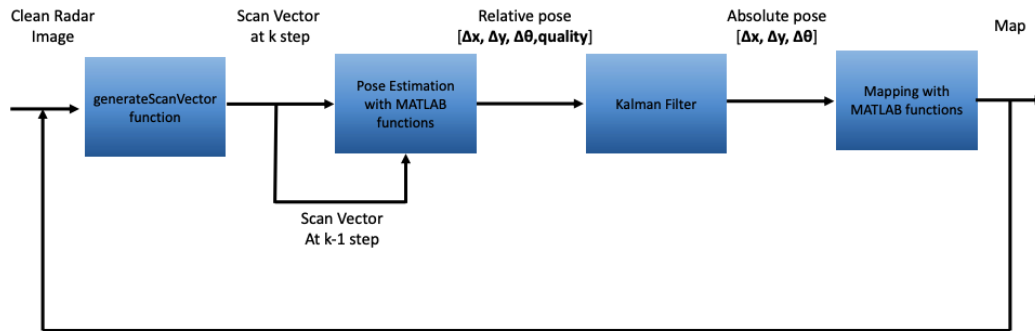 Clean Radar
Image
Scan Vector
at k step
Relative pose
[Δx, Δy, Δθ,quality]
Absolute pose
[Δx, Δy, Δθ]
Map
generateScanVector
function
Pose Estimation
with MATLAB
functions
Kalman Filter
Mapping with
MATLAB functions
Scan Vector
At k-1 step